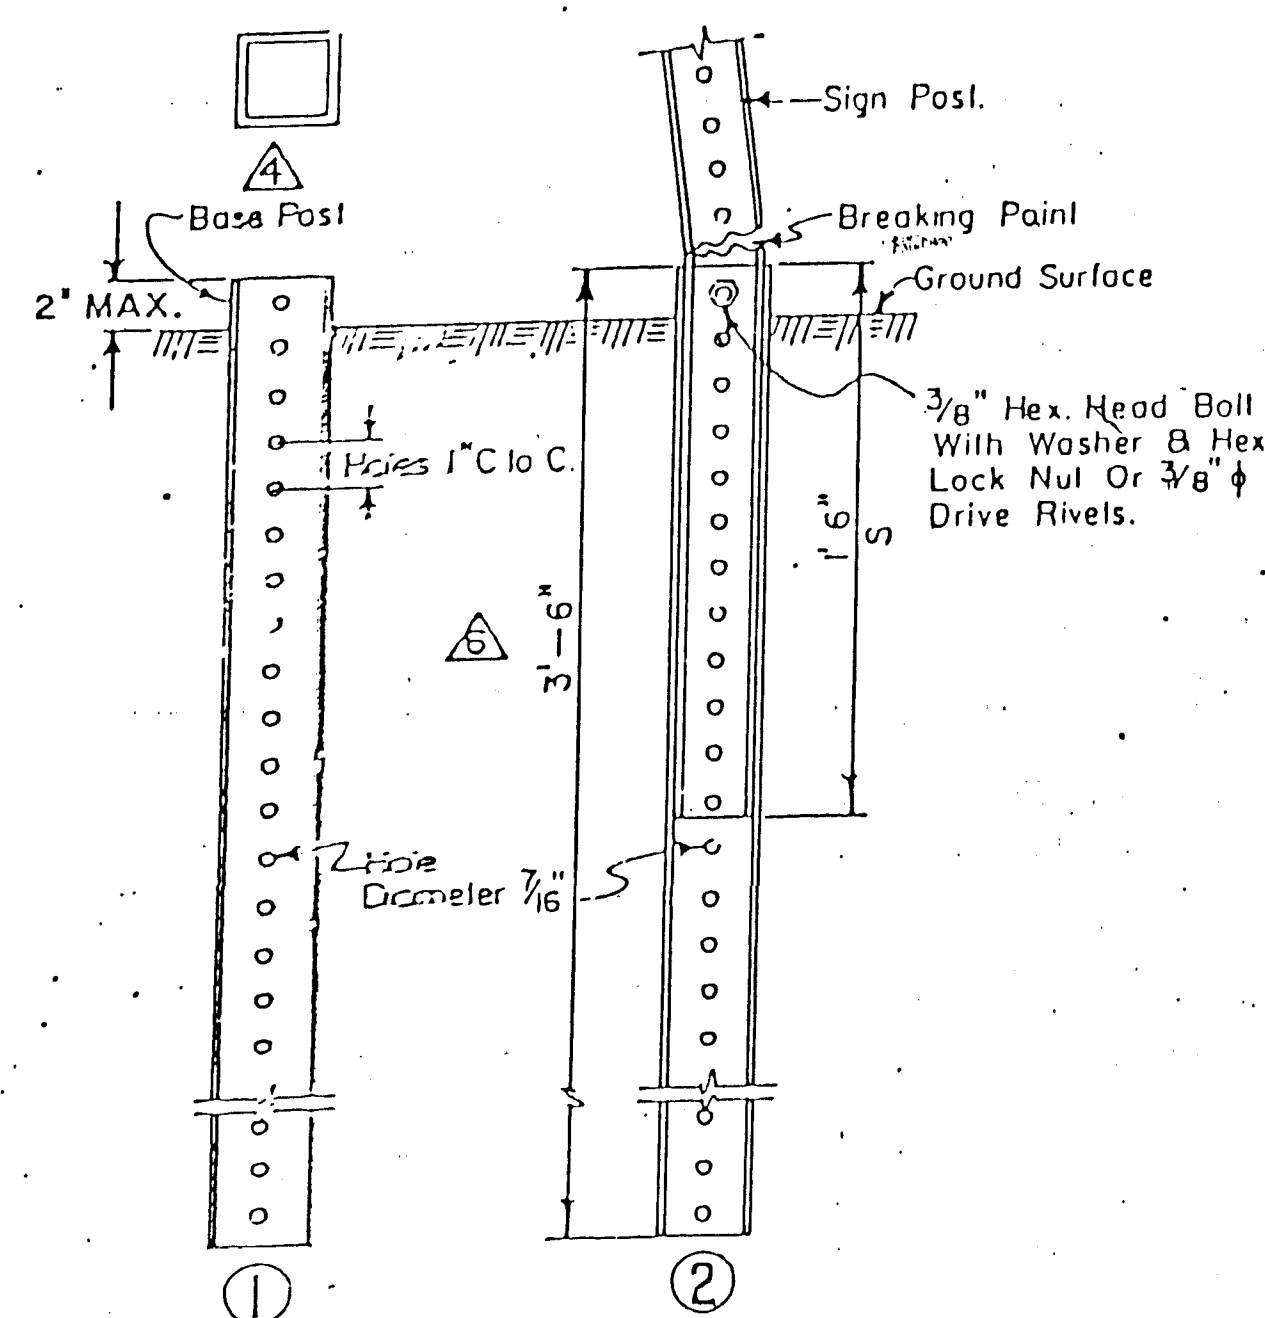 4
Base Post
2" MAX.
Holes 1" C to C.
Hole
Diameter 7/16"
1
Sign Post.
Breaking Point
Ground Surface
3/8" Hex. Head Bolt
With Washer & Hex
Lock Nut Or 3/8" ϕ
Drive Rivets.
1' 6"
S
3'-6"
6
2